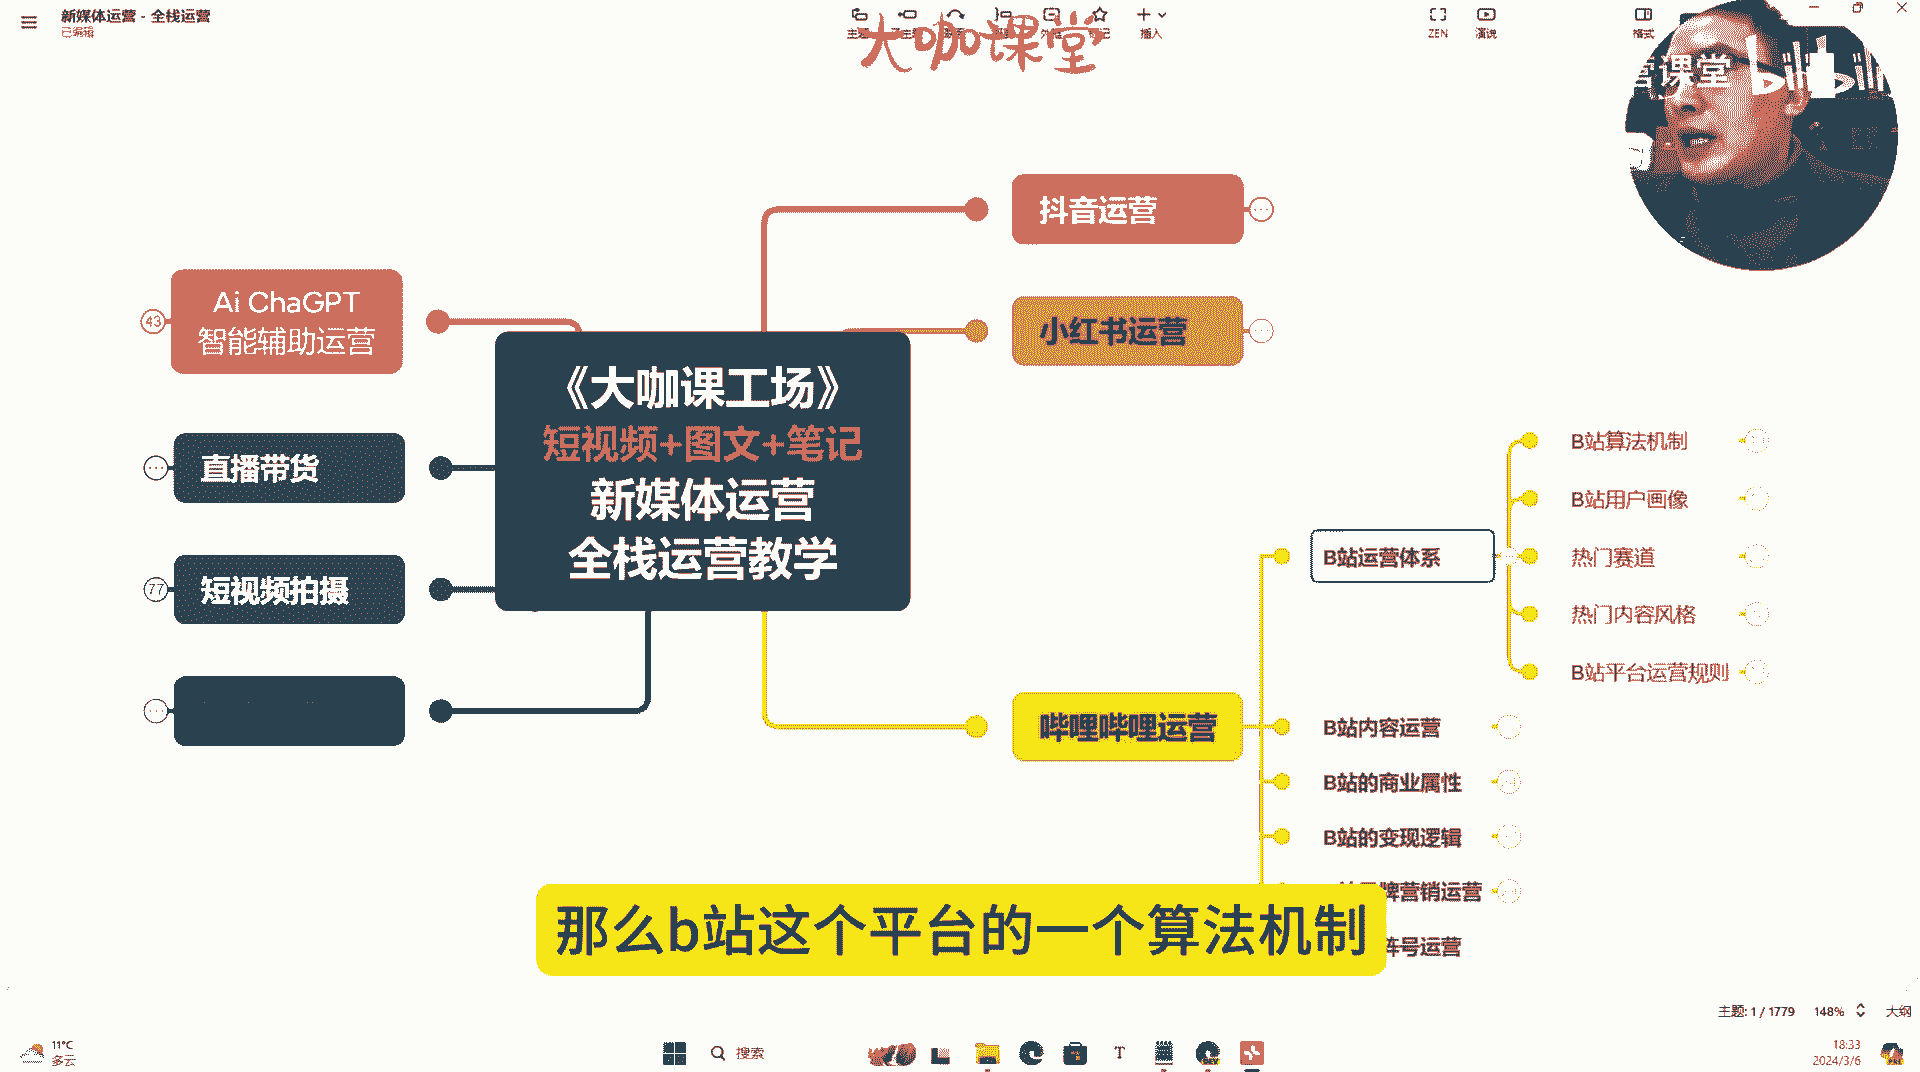 新媒体运营 - 全栈运营
已编辑
插入
ZEN
演说
格式
大咖课堂
课堂
抖音运营
小红书运营
43
Ai ChaGPT
智能辅助运营
直播带货
77
短视频拍摄
《大咖课工场》
短视频+图文+笔记
新媒体运营
全栈运营教学
哔哩哔哩运营
B站运营体系
B站算法机制
B站用户画像
热门赛道
热门内容风格
B站平台运营规则
B站内容运营
B站的商业属性
B站的变现逻辑
牌营销运营
号运营
那么b站这个平台的一个算法机制
主题: 1 / 1779
148%
大纲
11°C
多云
搜索
18:33
2024/3/6